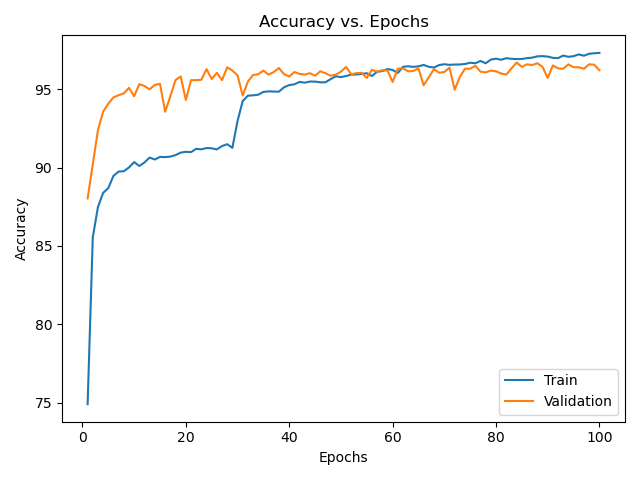 Accuracy vs. Epochs
Accuracy
95
90
85
80
75
0 20 40 60 80 100
Epochs
Train
Validation